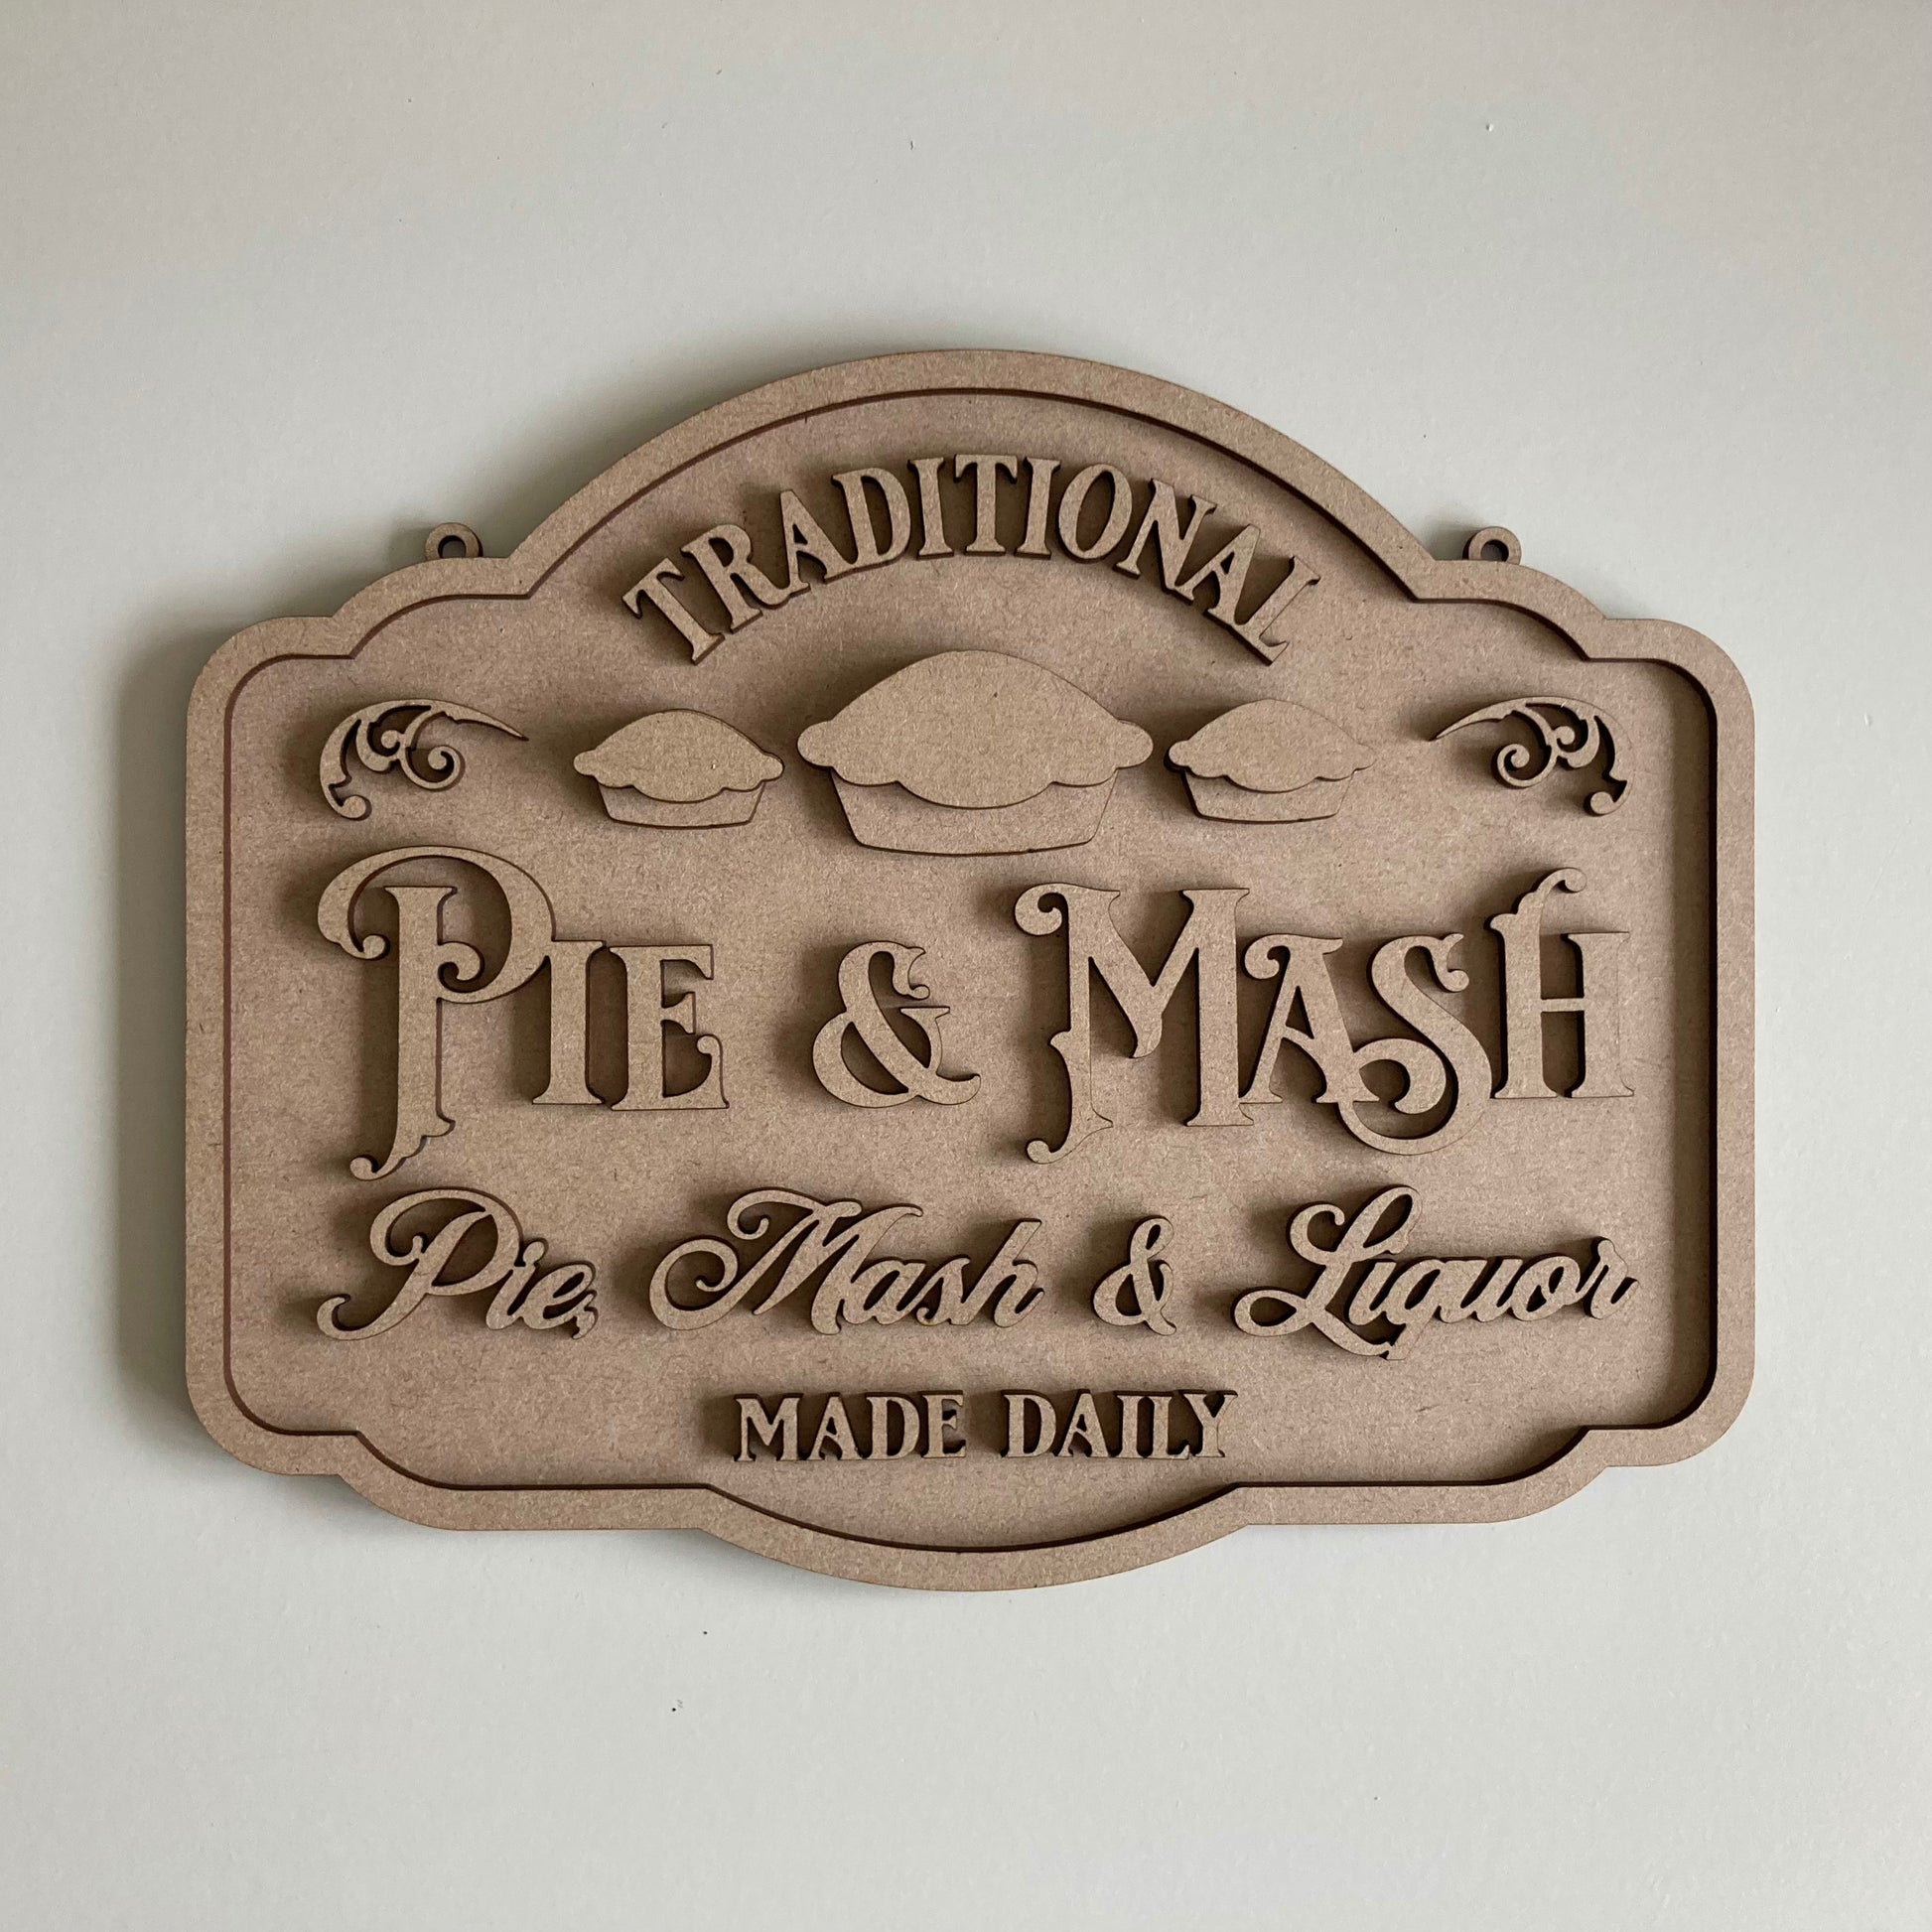 TRADITIONAL
PIE & MASH
Pie, Mash & Liquor
MADE DAILY